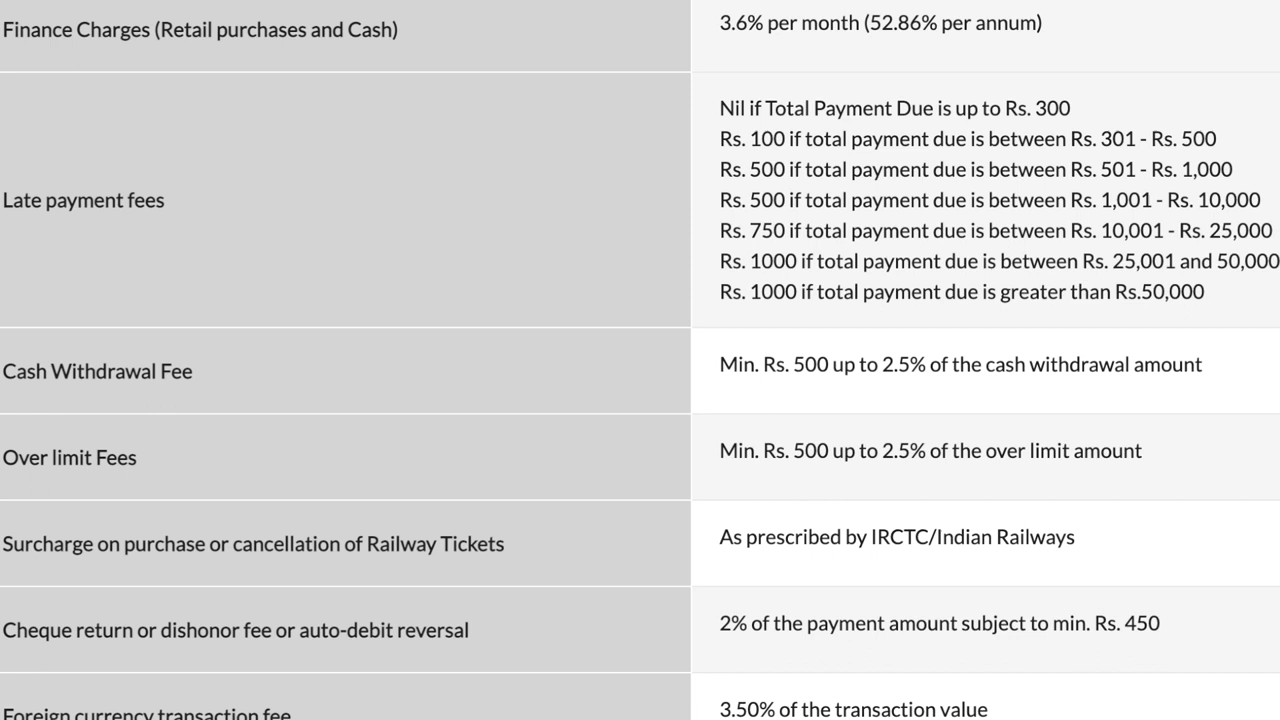 Finance Charges (Retail purchases and Cash)
3.6% per month (52.86% per annum)
Late payment fees
Nil if Total Payment Due is up to Rs. 300
Rs. 100 if total payment due is between Rs. 301 - Rs. 500
Rs. 500 if total payment due is between Rs. 501 - Rs. 1,000
Rs. 500 if total payment due is between Rs. 1,001 - Rs. 10,000
Rs. 750 if total payment due is between Rs. 10,001 - Rs. 25,000
Rs. 1000 if total payment due is between Rs. 25,001 and 50,000
Rs. 1000 if total payment due is greater than Rs.50,000
Cash Withdrawal Fee
Min. Rs. 500 up to 2.5% of the cash withdrawal amount
Over limit Fees
Min. Rs. 500 up to 2.5% of the over limit amount
Surcharge on purchase or cancellation of Railway Tickets
As prescribed by IRCTC/Indian Railways
Cheque return or dishonor fee or auto-debit reversal
2% of the payment amount subject to min. Rs. 450
Foreign currency transaction fee
3.50% of the transaction value